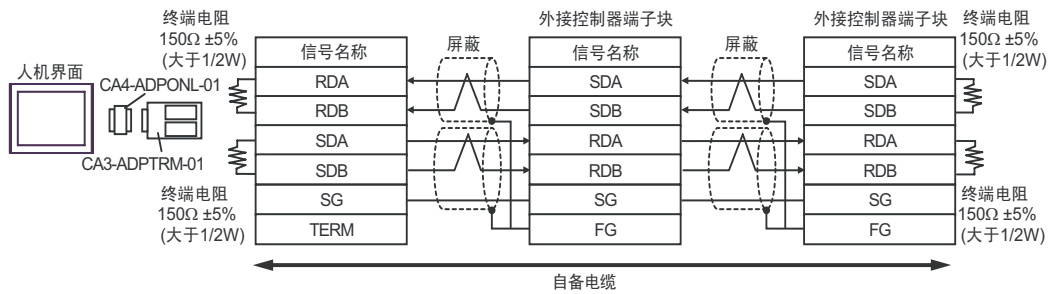 终端电阻
150Ω ±5%
(大于1/2W)
外接控制器端子块
外接控制器端子块
终端电阻
150Ω ±5%
(大于1/2W)
人机界面
CA4-ADPONL-01
CA3-ADPTRM-01
信号名称
RDA
RDB
SDA
SDB
SG
TERM
屏蔽
信号名称
SDA
SDB
RDA
RDB
SG
FG
屏蔽
信号名称
SDA
SDB
RDA
RDB
SG
FG
终端电阻
150Ω ±5%
(大于1/2W)
终端电阻
150Ω ±5%
(大于1/2W)
自备电缆